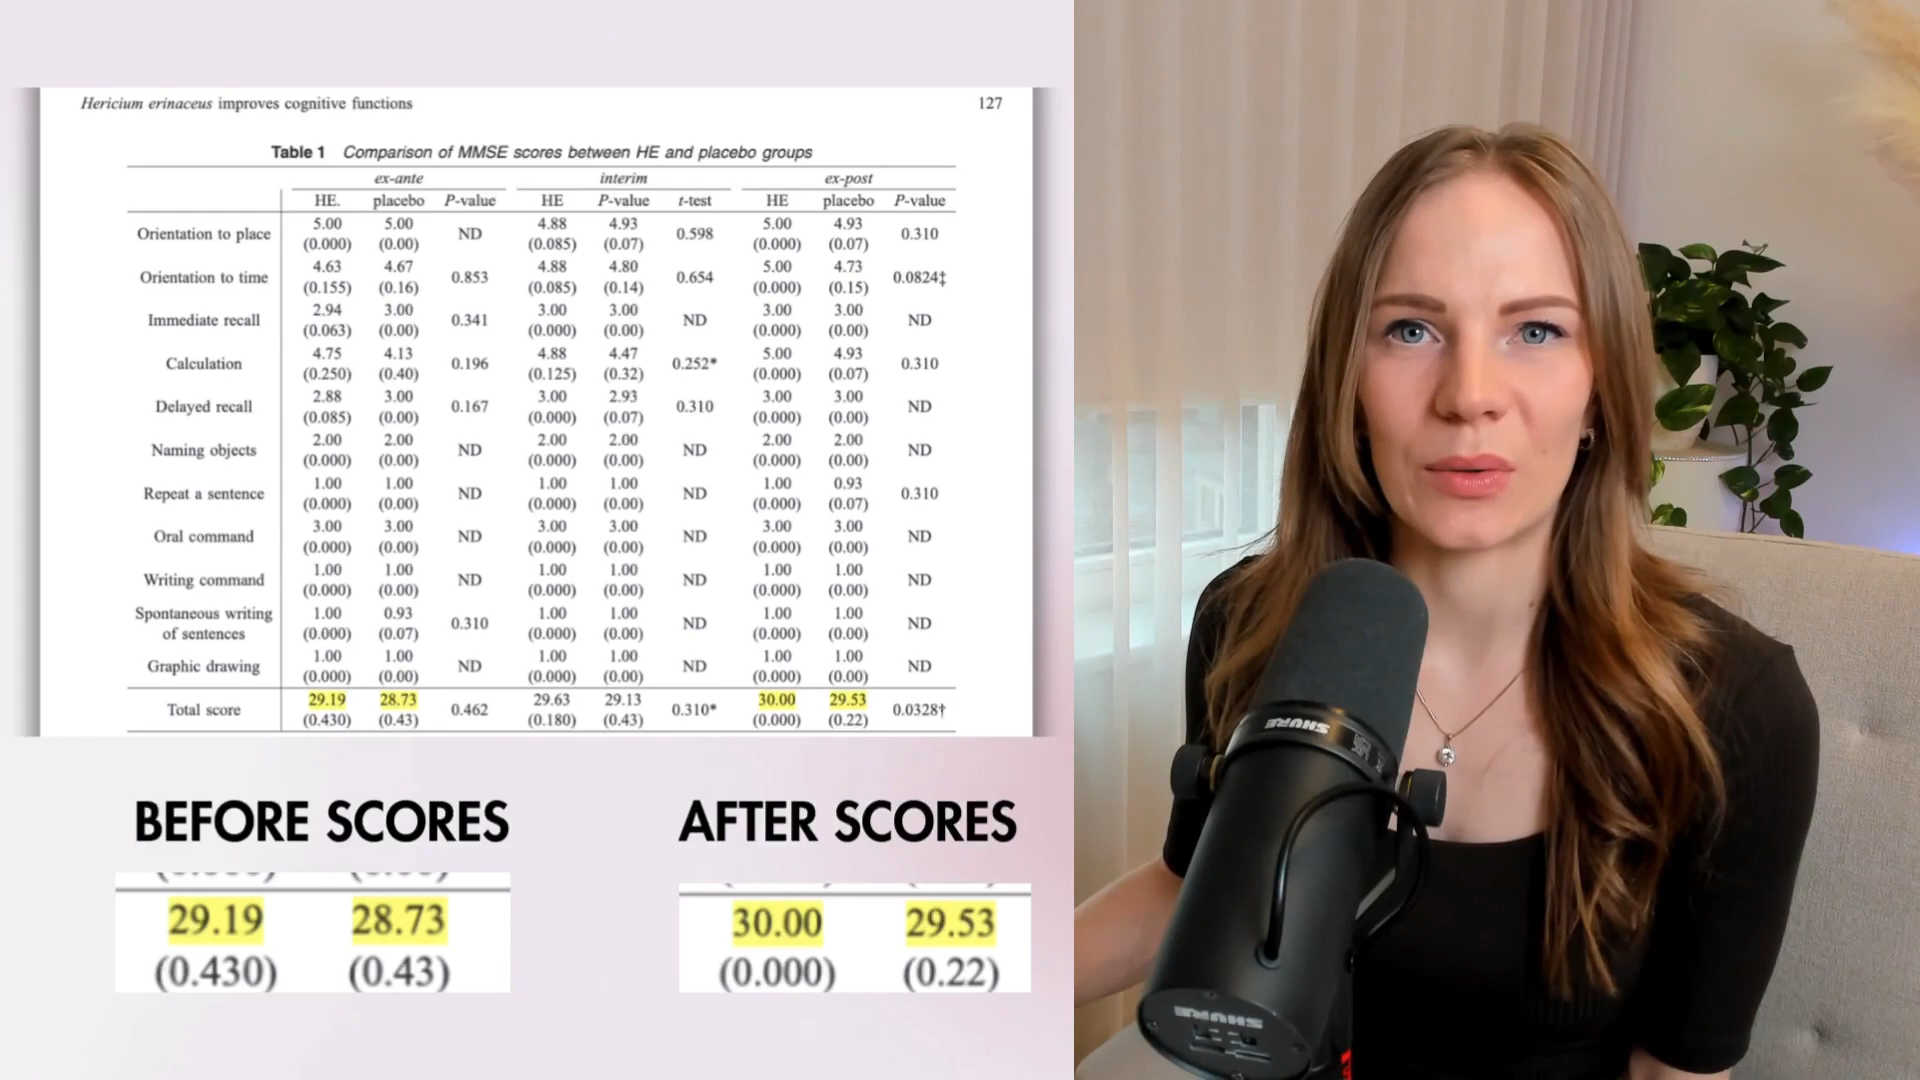 Hericium erinaceus improves cognitive functions 127
Table 1 Comparison of MMSE scores between HE and placebo groups
ex-ante interim ex-post
HE. placebo P-value HE P-value t-test HE placebo P-value
Orientation to place 5.00 (0.000) 5.00 (0.00) ND 4.88 (0.085) 4.93 (0.07) 0.598 5.00 (0.000) 4.93 (0.07) 0.310
Orientation to time 4.63 (0.155) 4.67 (0.16) 0.853 4.88 (0.085) 4.80 (0.14) 0.654 5.00 (0.000) 4.73 (0.15) 0.0824‡
Immediate recall 2.94 (0.063) 3.00 (0.00) 0.341 3.00 (0.000) 3.00 (0.00) ND 3.00 (0.000) 3.00 (0.00) ND
Calculation 4.75 (0.250) 4.13 (0.40) 0.196 4.88 (0.125) 4.47 (0.32) 0.252* 5.00 (0.000) 4.93 (0.07) 0.310
Delayed recall 2.88 (0.085) 3.00 (0.00) 0.167 3.00 (0.000) 2.93 (0.07) 0.310 3.00 (0.000) 3.00 (0.00) ND
Naming objects 2.00 (0.000) 2.00 (0.00) ND 2.00 (0.000) 2.00 (0.00) ND 2.00 (0.000) 2.00 (0.00) ND
Repeat a sentence 1.00 (0.000) 1.00 (0.00) ND 1.00 (0.000) 1.00 (0.00) ND 1.00 (0.000) 0.93 (0.07) 0.310
Oral command 3.00 (0.000) 3.00 (0.00) ND 3.00 (0.000) 3.00 (0.00) ND 3.00 (0.000) 3.00 (0.00) ND
Writing command 1.00 (0.000) 1.00 (0.00) ND 1.00 (0.000) 1.00 (0.00) ND 1.00 (0.000) 1.00 (0.00) ND
Spontaneous writing of sentences 1.00 (0.000) 0.93 (0.07) 0.310 1.00 (0.000) 1.00 (0.00) ND 1.00 (0.000) 1.00 (0.00) ND
Graphic drawing 1.00 (0.000) 1.00 (0.00) ND 1.00 (0.000) 1.00 (0.00) ND 1.00 (0.000) 1.00 (0.00) ND
Total score 29.19 (0.430) 28.73 (0.43) 0.462 29.63 (0.180) 29.13 (0.43) 0.310* 30.00 (0.000) 29.53 (0.22) 0.0328†
BEFORE SCORES
29.19 28.73
(0.430) (0.43)
AFTER SCORES
30.00 29.53
(0.000) (0.22)
SHURE
SHURE